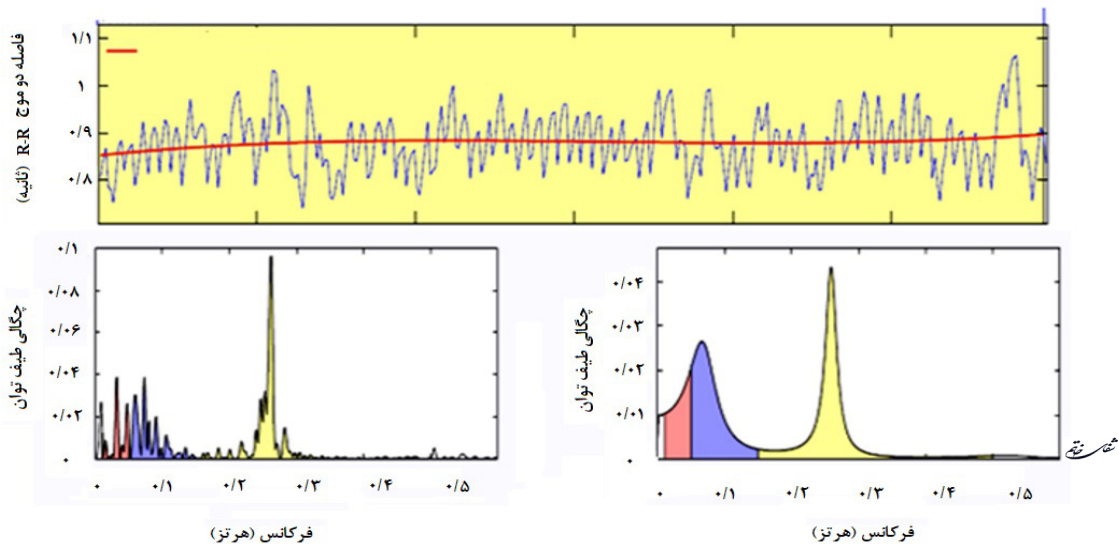 فاصله دو موج R-R (ثانیه)
۱/۱
۱
۰/۹
۰/۸
چگالی طیف توان
۰/۱
۰/۰۸
۰/۰۶
۰/۰۴
۰/۰۲
۰
۰ ۰/۱ ۰/۲ ۰/۳ ۰/۴ ۰/۵
فرکانس (هرتز)
چگالی طیف توان
۰/۰۴
۰/۰۳
۰/۰۲
۰/۰۱
۰
۰ ۰/۱ ۰/۲ ۰/۳ ۰/۴ ۰/۵
فرکانس (هرتز)